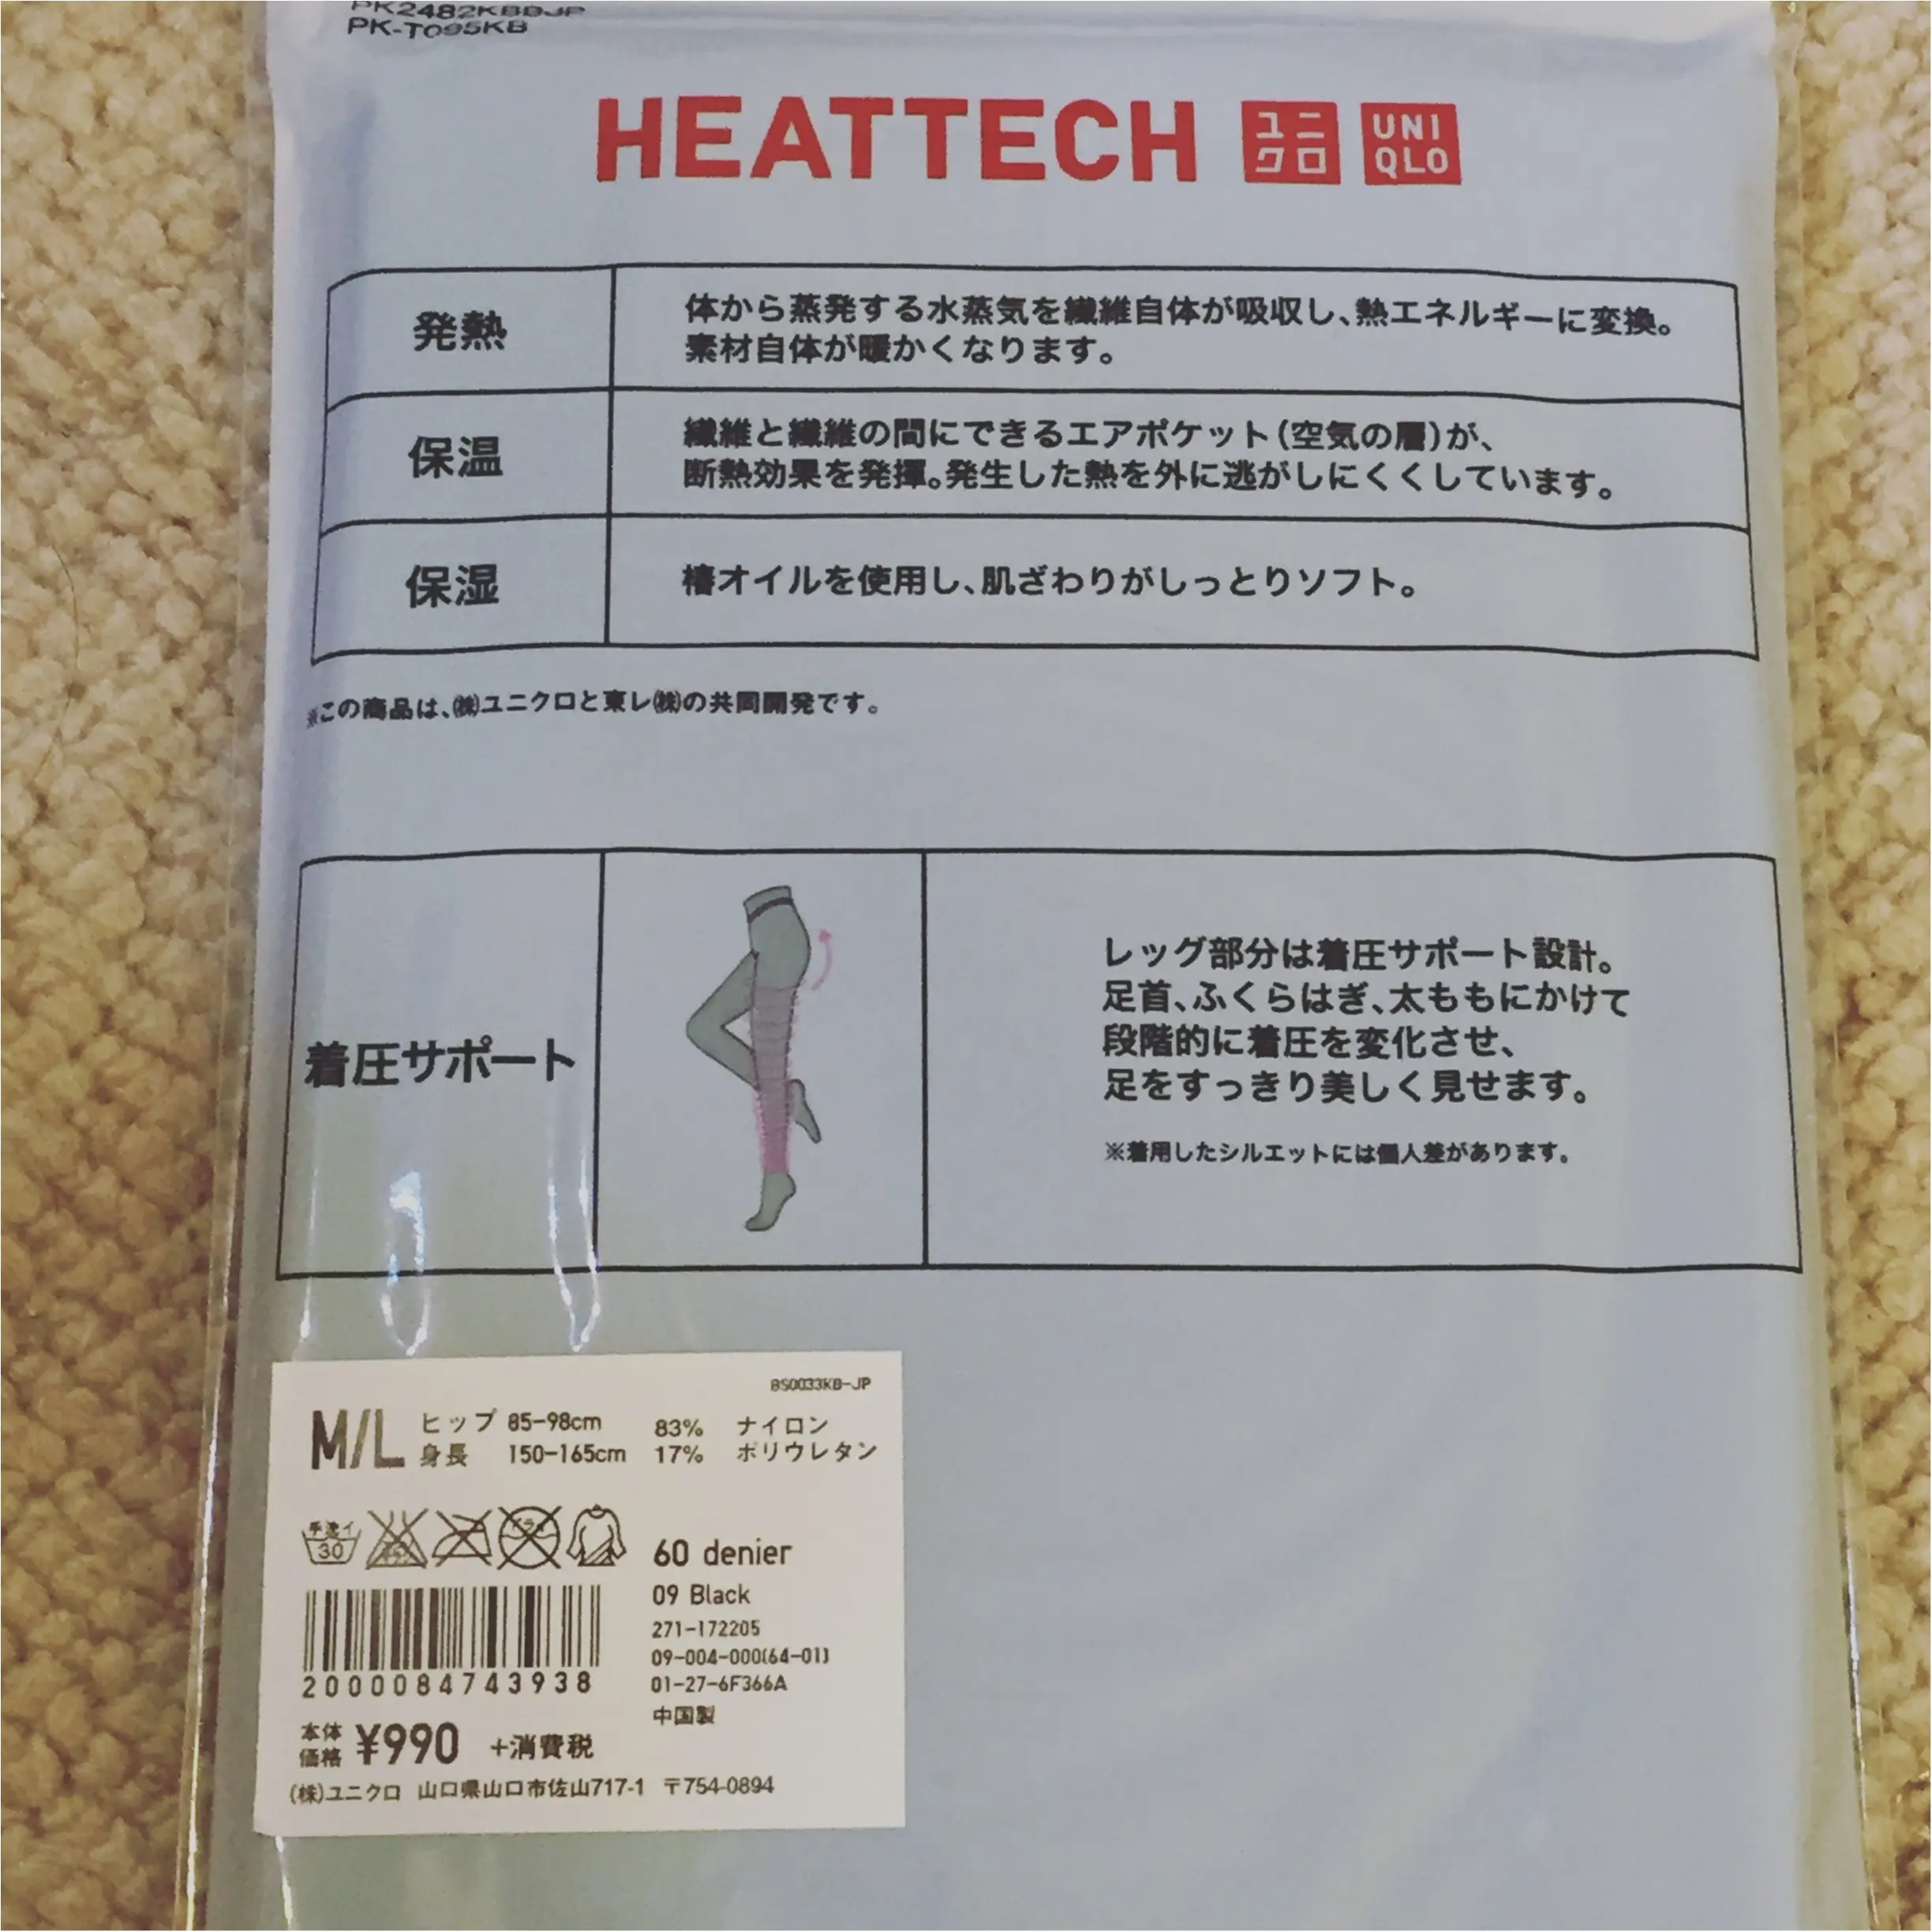 PK2482KBBJP
PK-T095KB
HEATTECH ユニクロ UNIQLO
発熱
体から蒸発する水蒸気を繊維自体が吸収し、熱エネルギーに変換。
素材自体が暖かくなります。
保温
繊維と繊維の間にできるエアポケット(空気の層)が、
断熱効果を発揮。発生した熱を外に逃がしにくくしています。
保湿
椿オイルを使用し、肌ざわりがしっとりソフト。
※この商品は、㈱ユニクロと東レ㈱の共同開発です。
着圧サポート
レッグ部分は着圧サポート設計。
足首、ふくらはぎ、太ももにかけて
段階的に着圧を変化させ、
足をすっきり美しく見せます。
※着用したシルエットには個人差があります。
BS0033KB-JP
M/L ヒップ 85-98cm 83% ナイロン
身長 150-165cm 17% ポリウレタン
手洗イ
30
60 denier
09 Black
271-172205
09-004-000(64-01)
01-27-6F366A
中国製
2000084743938
本体価格 ¥990 +消費税
(株)ユニクロ 山口県山口市佐山717-1 〒754-0894